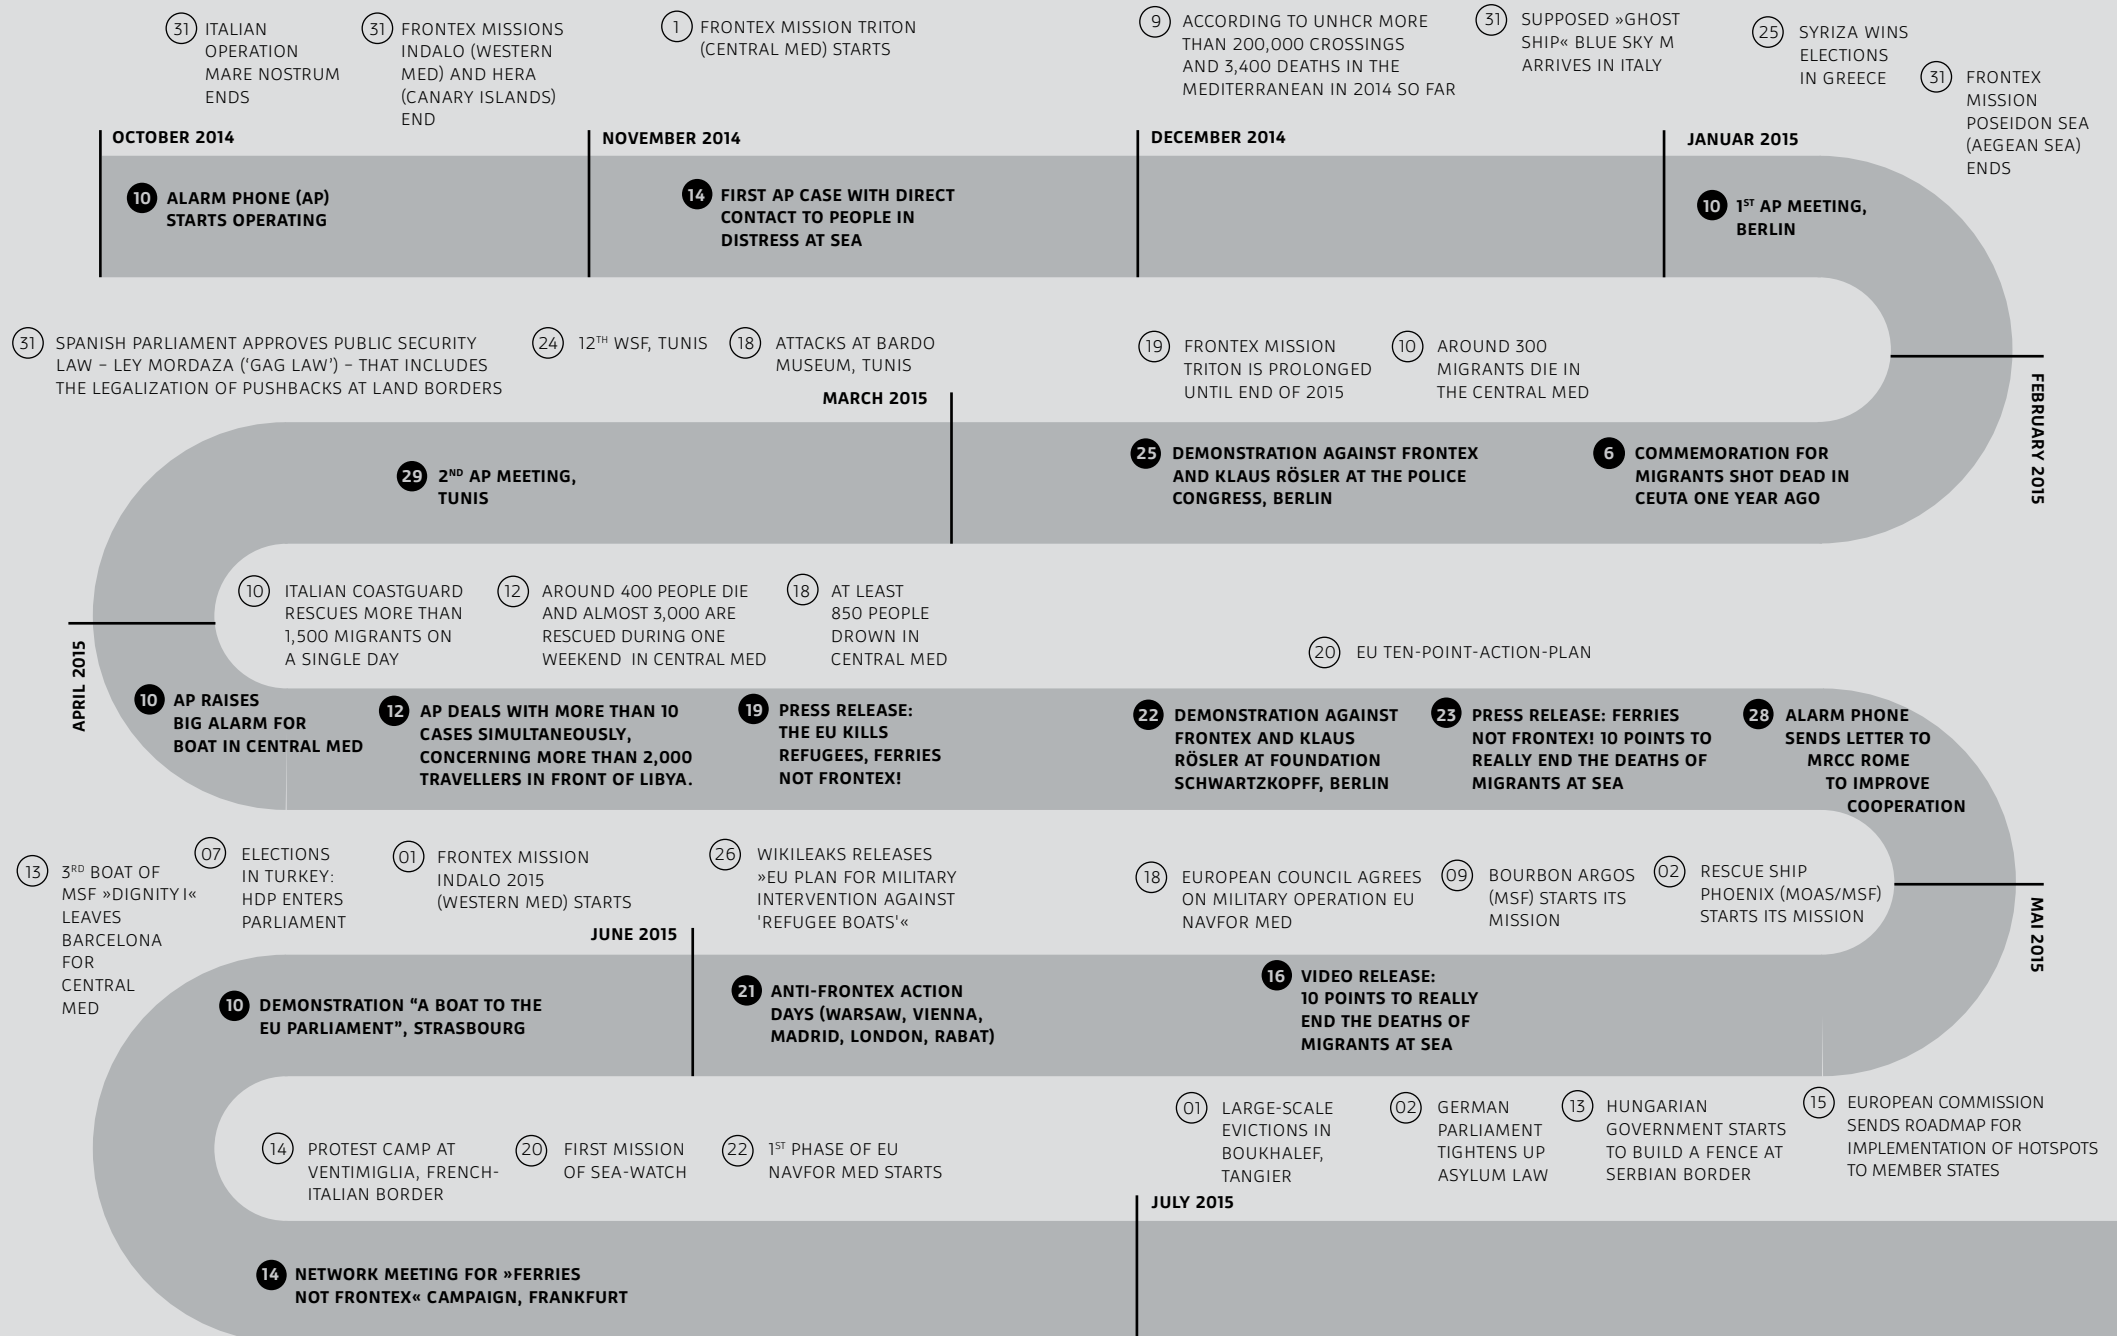 31 ITALIAN
OPERATION
MARE NOSTRUM
ENDS
31 FRONTEX MISSIONS
INDALO (WESTERN
MED) AND HERA
(CANARY ISLANDS)
END
1 FRONTEX MISSION TRITON
(CENTRAL MED) STARTS
9 ACCORDING TO UNHCR MORE
THAN 200,000 CROSSINGS
AND 3,400 DEATHS IN THE
MEDITERRANEAN IN 2014 SO FAR
31 SUPPOSED »GHOST
SHIP« BLUE SKY M
ARRIVES IN ITALY
25 SYRIZA WINS
ELECTIONS
IN GREECE
31 FRONTEX
MISSION
POSEIDON SEA
(AEGEAN SEA)
ENDS
OCTOBER 2014
NOVEMBER 2014
DECEMBER 2014
JANUAR 2015
10 ALARM PHONE (AP)
STARTS OPERATING
14 FIRST AP CASE WITH DIRECT
CONTACT TO PEOPLE IN
DISTRESS AT SEA
10 1ST AP MEETING,
BERLIN
31 SPANISH PARLIAMENT APPROVES PUBLIC SECURITY
LAW – LEY MORDAZA (‘GAG LAW’) – THAT INCLUDES
THE LEGALIZATION OF PUSHBACKS AT LAND BORDERS
24 12TH WSF, TUNIS
18 ATTACKS AT BARDO
MUSEUM, TUNIS
19 FRONTEX MISSION
TRITON IS PROLONGED
UNTIL END OF 2015
10 AROUND 300
MIGRANTS DIE IN
THE CENTRAL MED
MARCH 2015
FEBRUARY 2015
29 2ND AP MEETING,
TUNIS
25 DEMONSTRATION AGAINST FRONTEX
AND KLAUS RÖSLER AT THE POLICE
CONGRESS, BERLIN
6 COMMEMORATION FOR
MIGRANTS SHOT DEAD IN
CEUTA ONE YEAR AGO
10 ITALIAN COASTGUARD
RESCUES MORE THAN
1,500 MIGRANTS ON
A SINGLE DAY
12 AROUND 400 PEOPLE DIE
AND ALMOST 3,000 ARE
RESCUED DURING ONE
WEEKEND IN CENTRAL MED
18 AT LEAST
850 PEOPLE
DROWN IN
CENTRAL MED
20 EU TEN-POINT-ACTION-PLAN
APRIL 2015
10 AP RAISES
BIG ALARM FOR
BOAT IN CENTRAL MED
12 AP DEALS WITH MORE THAN 10
CASES SIMULTANEOUSLY,
CONCERNING MORE THAN 2,000
TRAVELLERS IN FRONT OF LIBYA.
19 PRESS RELEASE:
THE EU KILLS
REFUGEES, FERRIES
NOT FRONTEX!
22 DEMONSTRATION AGAINST
FRONTEX AND KLAUS
RÖSLER AT FOUNDATION
SCHWARTZKOPFF, BERLIN
23 PRESS RELEASE: FERRIES
NOT FRONTEX! 10 POINTS TO
REALLY END THE DEATHS OF
MIGRANTS AT SEA
28 ALARM PHONE
SENDS LETTER TO
MRCC ROME
TO IMPROVE
COOPERATION
13 3RD BOAT OF
MSF »DIGNITY I«
LEAVES
BARCELONA
FOR
CENTRAL
MED
07 ELECTIONS
IN TURKEY:
HDP ENTERS
PARLIAMENT
01 FRONTEX MISSION
INDALO 2015
(WESTERN MED) STARTS
26 WIKILEAKS RELEASES
»EU PLAN FOR MILITARY
INTERVENTION AGAINST
'REFUGEE BOATS'«
18 EUROPEAN COUNCIL AGREES
ON MILITARY OPERATION EU
NAVFOR MED
09 BOURBON ARGOS
(MSF) STARTS ITS
MISSION
02 RESCUE SHIP
PHOENIX (MOAS/MSF)
STARTS ITS MISSION
JUNE 2015
MAI 2015
10 DEMONSTRATION “A BOAT TO THE
EU PARLIAMENT”, STRASBOURG
21 ANTI-FRONTEX ACTION
DAYS (WARSAW, VIENNA,
MADRID, LONDON, RABAT)
16 VIDEO RELEASE:
10 POINTS TO REALLY
END THE DEATHS OF
MIGRANTS AT SEA
14 PROTEST CAMP AT
VENTIMIGLIA, FRENCH-
ITALIAN BORDER
20 FIRST MISSION
OF SEA-WATCH
22 1ST PHASE OF EU
NAVFOR MED STARTS
01 LARGE-SCALE
EVICTIONS IN
BOUKHALEF,
TANGIER
02 GERMAN
PARLIAMENT
TIGHTENS UP
ASYLUM LAW
13 HUNGARIAN
GOVERNMENT STARTS
TO BUILD A FENCE AT
SERBIAN BORDER
15 EUROPEAN COMMISSION
SENDS ROADMAP FOR
IMPLEMENTATION OF HOTSPOTS
TO MEMBER STATES
JULY 2015
14 NETWORK MEETING FOR »FERRIES
NOT FRONTEX« CAMPAIGN, FRANKFURT